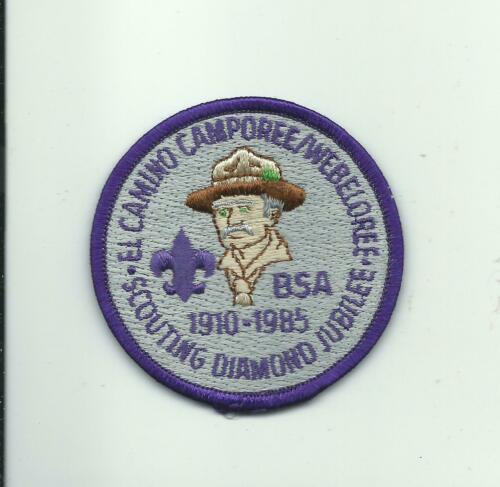 EL CAMINO CAMPOREE/WEBELOREE
BSA
1910-1985
• SCOUTING DIAMOND JUBILEE •